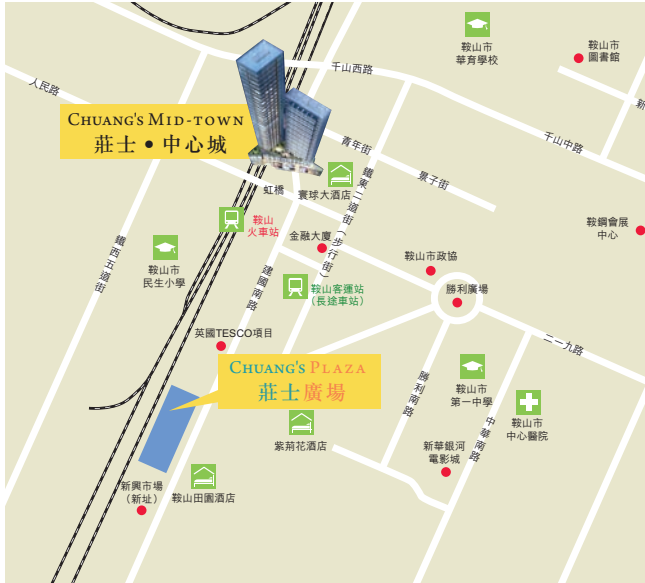 鞍山市
華育學校
鞍山市
圖書館
千山西路
新
人民路
CHUANG'S MID-TOWN
莊士•中心城
青年街
千山中路
景子街
虹橋
寰球大酒店
鐵東二道街（步行街）
鞍山
火車站
金融大廈
鞍鋼會展
中心
鐵西五道街
鞍山市
民生小學
建國南路
鞍山市政協
鞍山客運站
（長途車站）
勝利廣場
英國TESCO項目
二一九路
CHUANG'S PLAZA
莊士廣場
勝利南路
鞍山市
第一中學
中華南路
鞍山市
中心醫院
紫荊花酒店
新華銀河
電影城
新興市場
（新址）
鞍山田園酒店